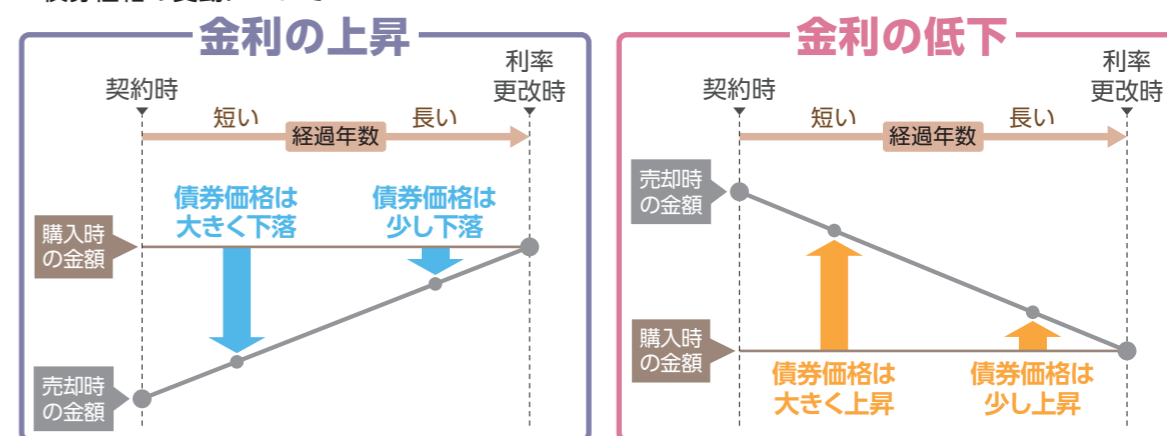 金利の上昇
契約時
利率
更改時
短い
経過年数
長い
債券価格は
大きく下落
債券価格は
少し下落
購入時
の金額
売却時
の金額
金利の低下
契約時
利率
更改時
短い
経過年数
長い
売却時
の金額
購入時
の金額
債券価格は
大きく上昇
債券価格は
少し上昇